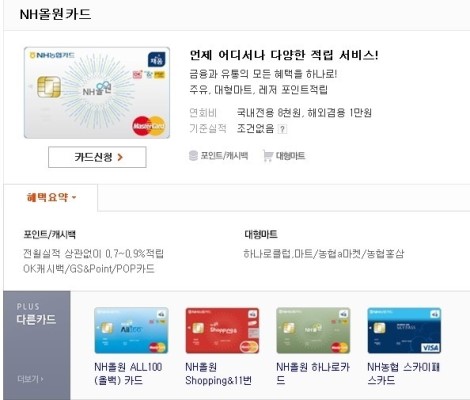 NH올원카드
NH농협카드
채움
NH올원
MasterCard
언제 어디서나 다양한 적립 서비스!
금융과 유통의 모든 혜택을 하나로!
주유, 대형마트, 레저 포인트적립
연회비 국내전용 8천원, 해외겸용 1만원
기준실적 조건없음 ?
카드신청 >
포인트/캐시백 대형마트
혜택요약
포인트/캐시백
전월실적 상관없이 0.7~0.9%적립
OK캐시백/GS&Point/POP카드
대형마트
하나로클럽,마트/농협a마켓/농협홍삼
PLUS
다른카드
더보기 >
All100
Shopping&
VISA
NH올원 ALL100
(올백) 카드
NH올원
Shopping&11번
NH올원 하나로카
드
NH농협 스카이패
스카드